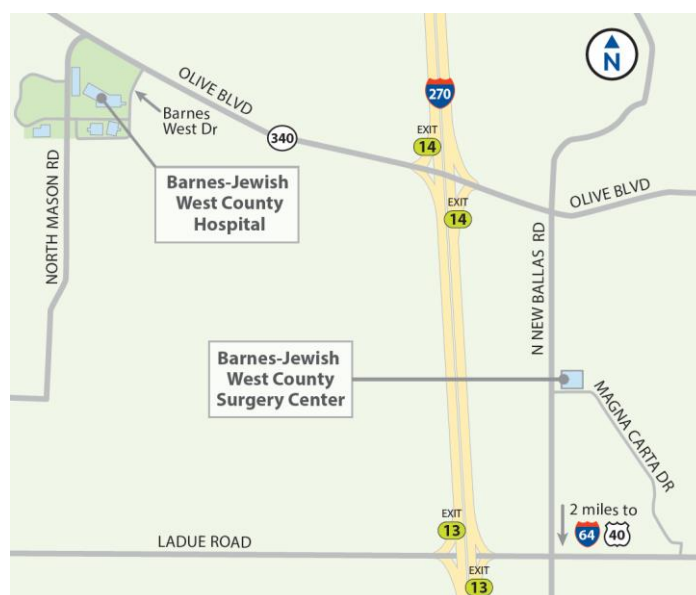 N
OLIVE BLVD
270
Barnes
West Dr
340
EXIT
14
Barnes-Jewish
West County
Hospital
NORTH MASON RD
EXIT
14
OLIVE BLVD
N NEW BALLAS RD
Barnes-Jewish
West County
Surgery Center
MAGNA CARTA DR
2 miles to
64 40
EXIT
13
LADUE ROAD
EXIT
13